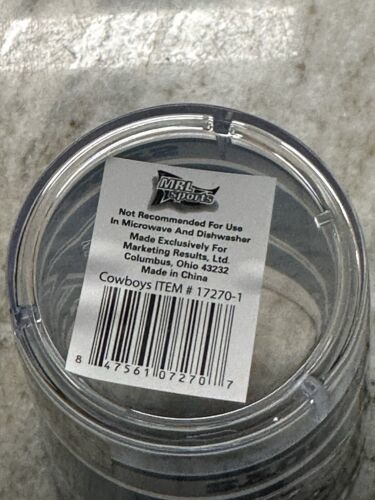 MRL
Sports
Not Recommended For Use
In Microwave And Dishwasher
Made Exclusively For
Marketing Results, Ltd.
Columbus, Ohio 43232
Made in China
Cowboys ITEM # 17270-1
8 47561 07270 7